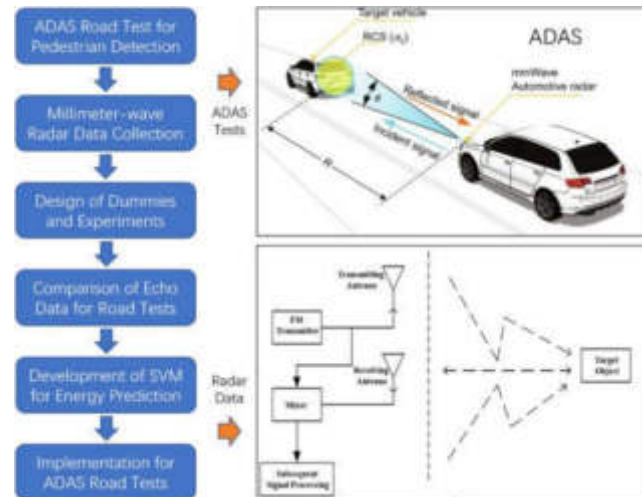 ADAS Road Test for
Pedestrian Detection
Millimeter-wave
Radar Data Collection
Design of Dummies
and Experiments
Comparison of Echo
Data for Road Tests
Development of SVM
for Energy Prediction
Implementation for
ADAS Road Tests
ADAS
Tests
Radar
Data
Target vehicle
RCS (σ
ADAS
mmWave
Automotive radar
Reflected signal
Incident signal
R
Transmitting
Antenna
FM
Transmitter
Receiving
Antenna
Mixer
Subsequent
Signal Processing
Target
Object